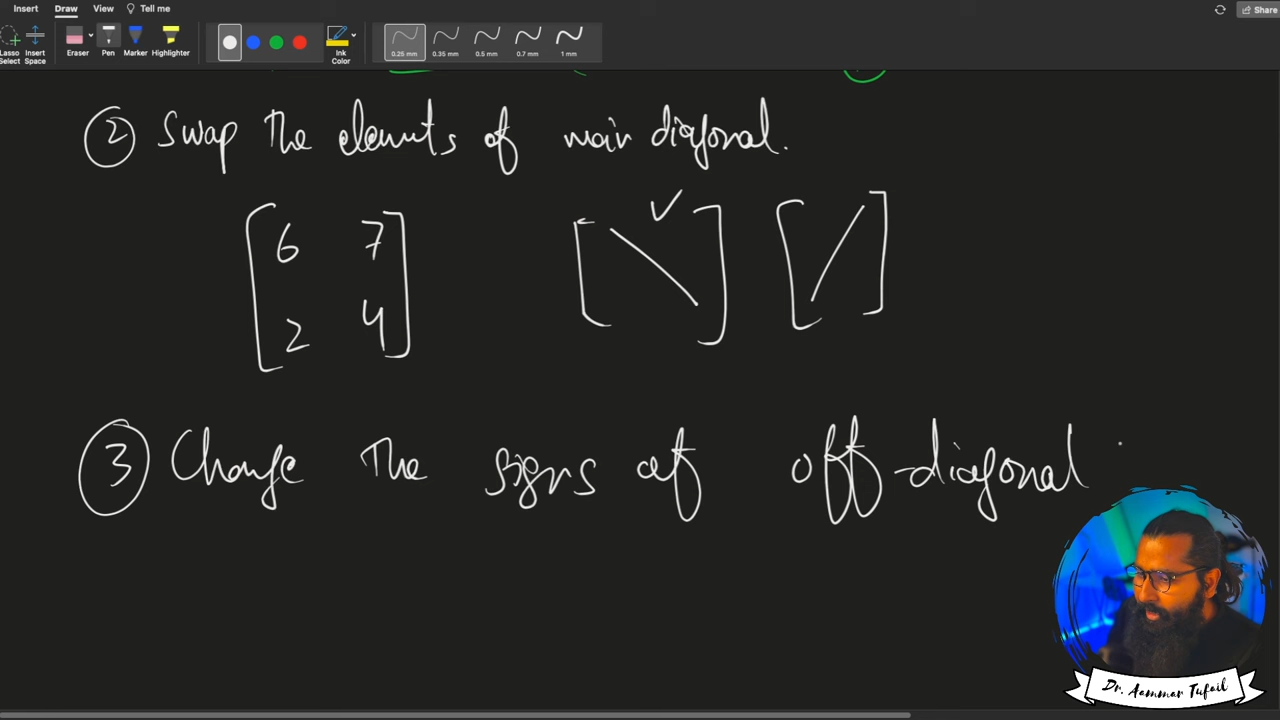 Insert Draw View Tell me Share
Lasso Select Insert Space Eraser Pen Marker Highlighter Ink Color 0.25 mm 0.35 mm 0.5 mm 0.7 mm 1 mm
② Swap the elements of main diagonal.
6 7
2 4
③ Change the signs of off-diagonal
Dr. Aammar Tufail